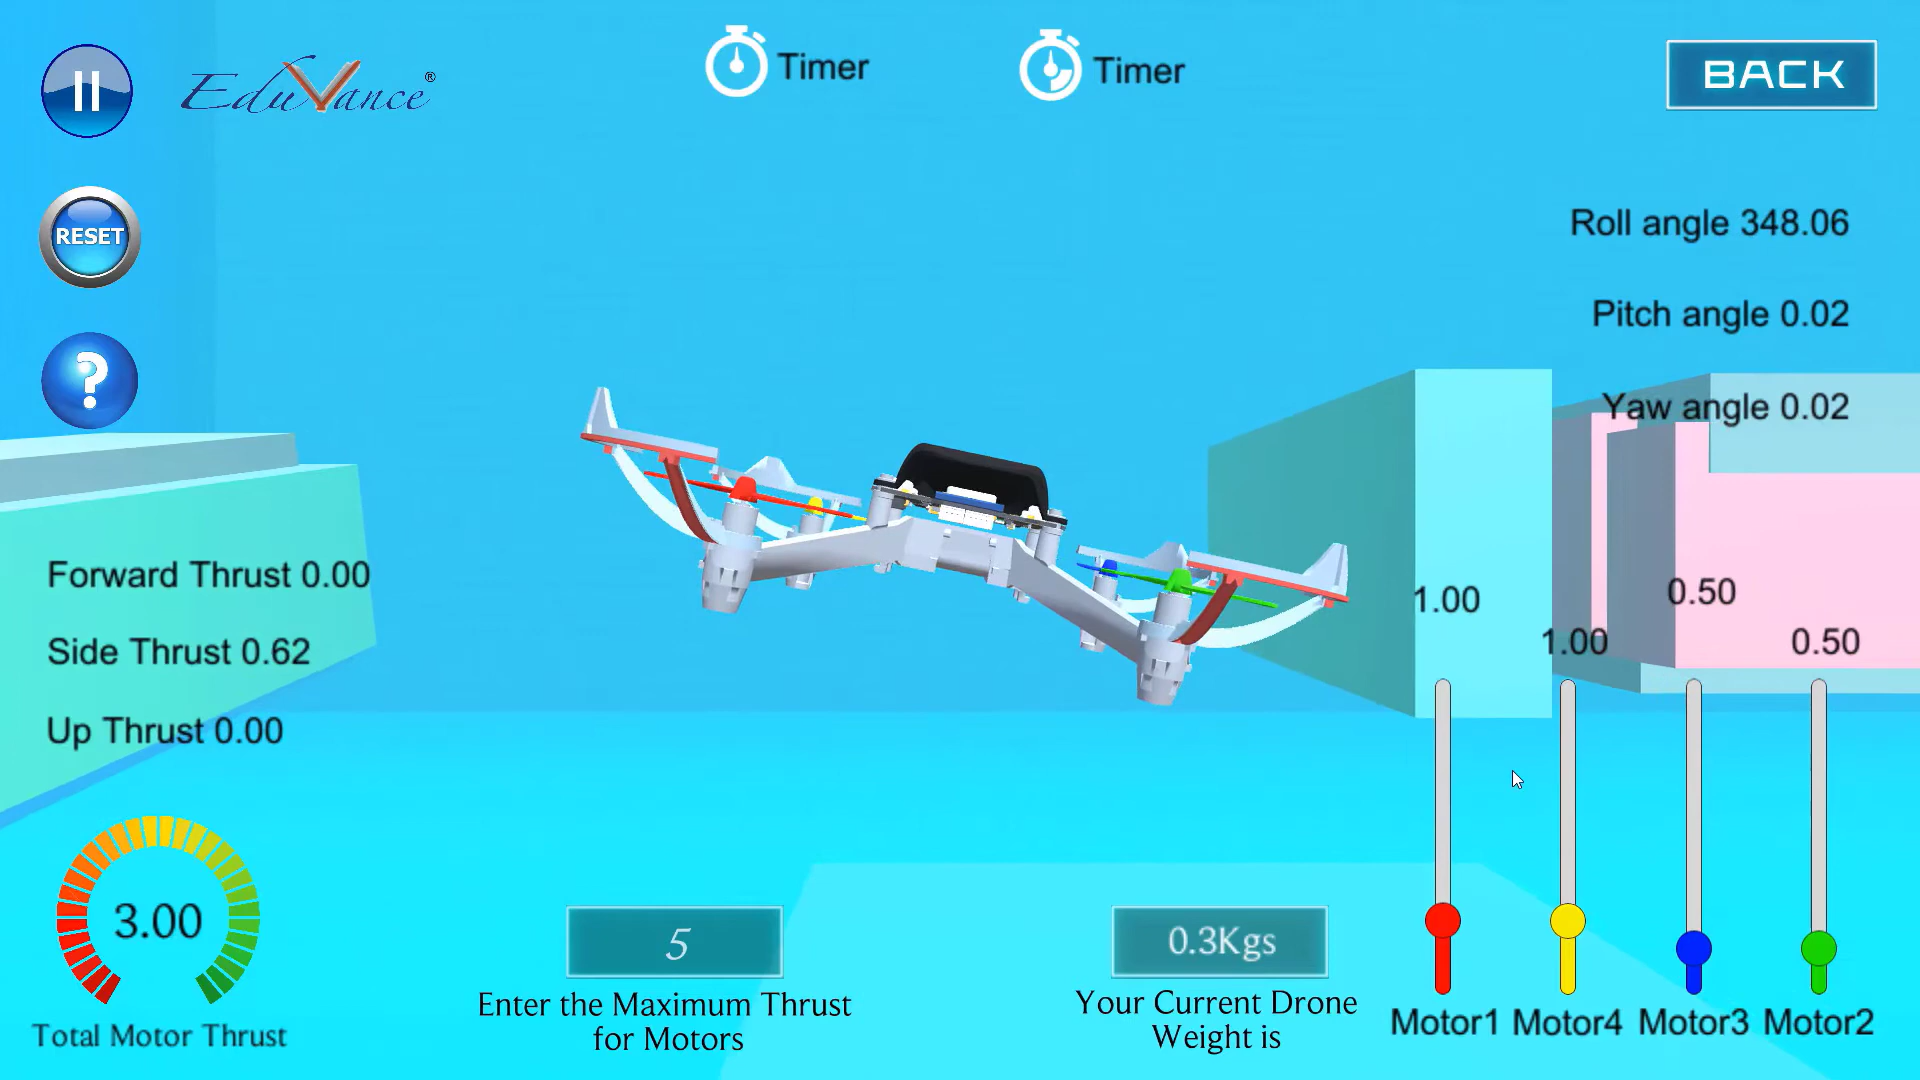 EduVance®
Timer
Timer
BACK
RESET
?
Roll angle 348.06
Pitch angle 0.02
Yaw angle 0.02
Forward Thrust 0.00
Side Thrust 0.62
Up Thrust 0.00
1.00
1.00
0.50
0.50
3.00
Total Motor Thrust
5
Enter the Maximum Thrust
for Motors
0.3Kgs
Your Current Drone
Weight is
Motor1 Motor4 Motor3 Motor2